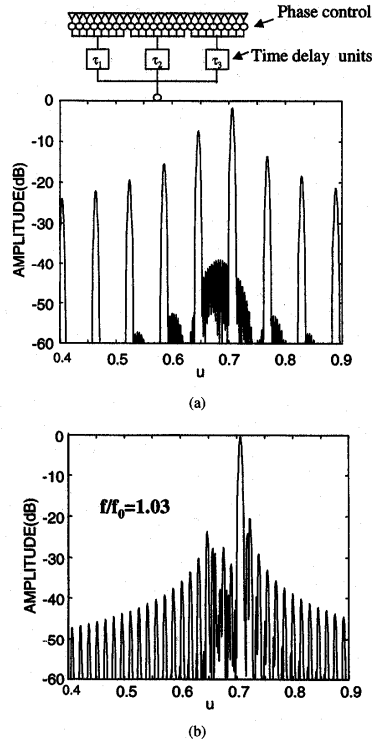 Phase control
τ1 τ2 τ3 Time delay units
0
-10
-20
-30
-40
-50
-60
AMPLITUDE(dB)
0.4 0.5 0.6 0.7 0.8 0.9
u
(a)
0
-10
-20
-30
-40
-50
-60
AMPLITUDE(dB)
f/f0=1.03
0.4 0.5 0.6 0.7 0.8 0.9
u
(b)